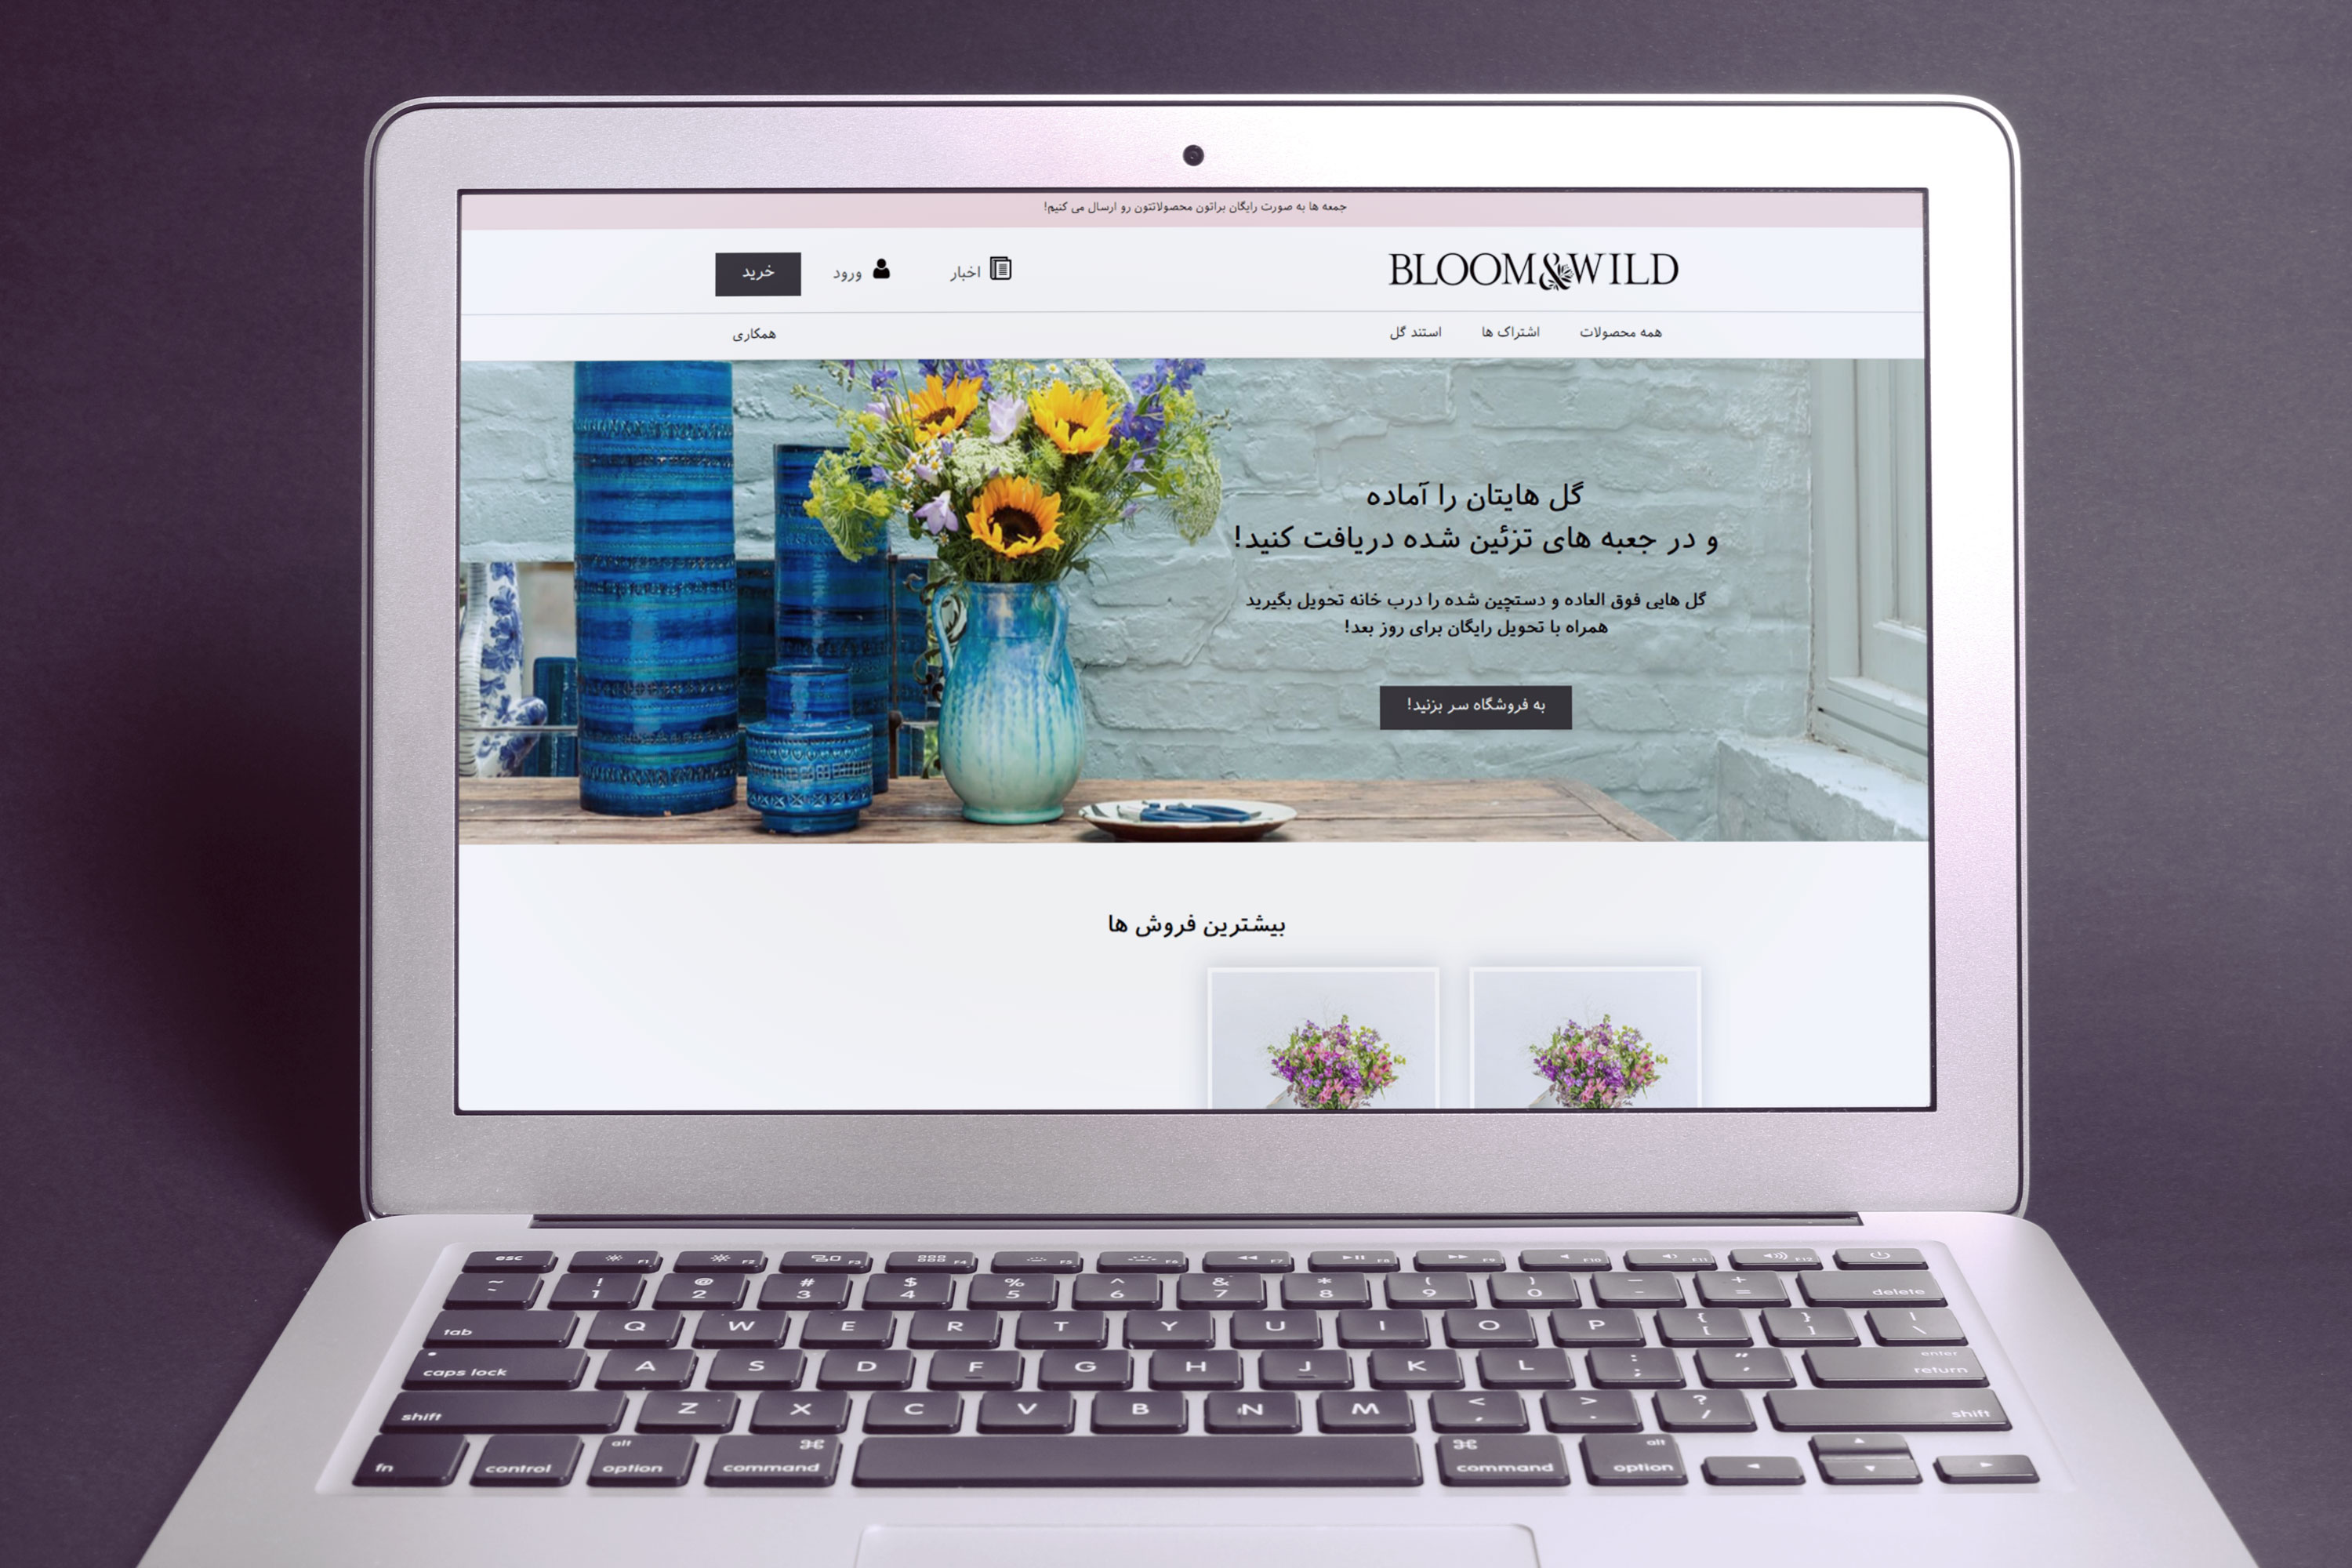 جمعه ها به صورت رایگان براتون محصولاتتون رو ارسال می کنیم!
BLOOM&WILD
اخبار
ورود
خرید
همه محصولات
اشتراک ها
استند گل
همکاری
گل هایتان را آماده
و در جعبه های تزئین شده دریافت کنید!
گل هایی فوق العاده و دستچین شده را درب خانه تحویل بگیرید
همراه با تحویل رایگان برای روز بعد!
به فروشگاه سر بزنید!
بیشترین فروش ها
esc F1 F2 F3 F4 F5 F6 F7 F8 F9 F10 F11 F12
~ ! @ # $ % ^ & * ( ) — +
` 1 2 3 4 5 6 7 8 9 0 - = delete
tab Q W E R T Y U I O P { [ } ] | \
caps lock A S D F G H J K L : ; " ' enter return
shift Z X C V B N M < , > . ? / shift
fn control alt option ⌘ command ⌘ command alt option